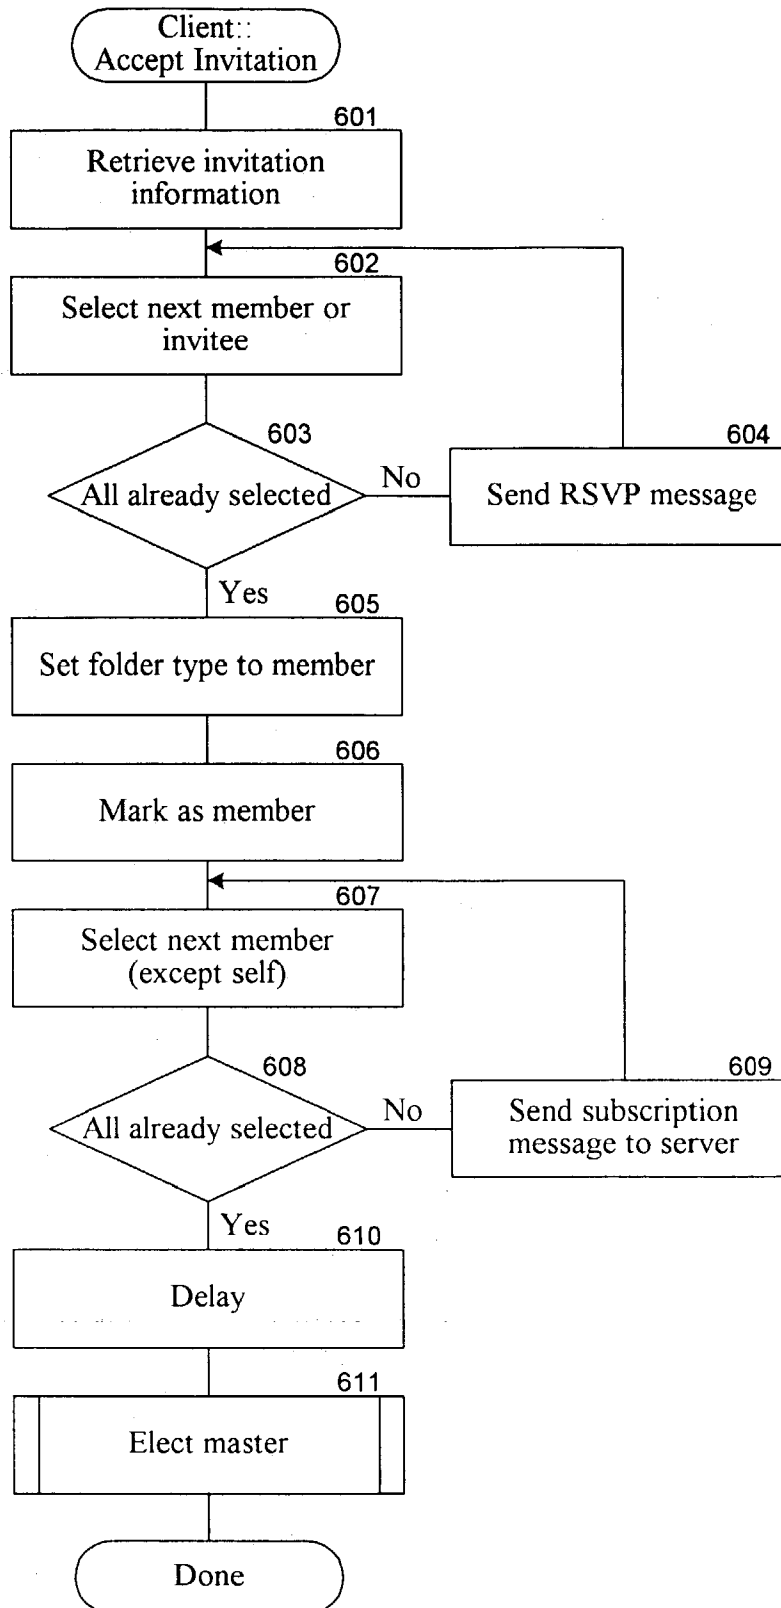 Client::
Accept Invitation
601
Retrieve invitation
information
602
Select next member or
invitee
603
All already selected
No
604
Send RSVP message
Yes
605
Set folder type to member
606
Mark as member
607
Select next member
(except self)
608
All already selected
No
609
Send subscription
message to server
Yes
610
Delay
611
Elect master
Done